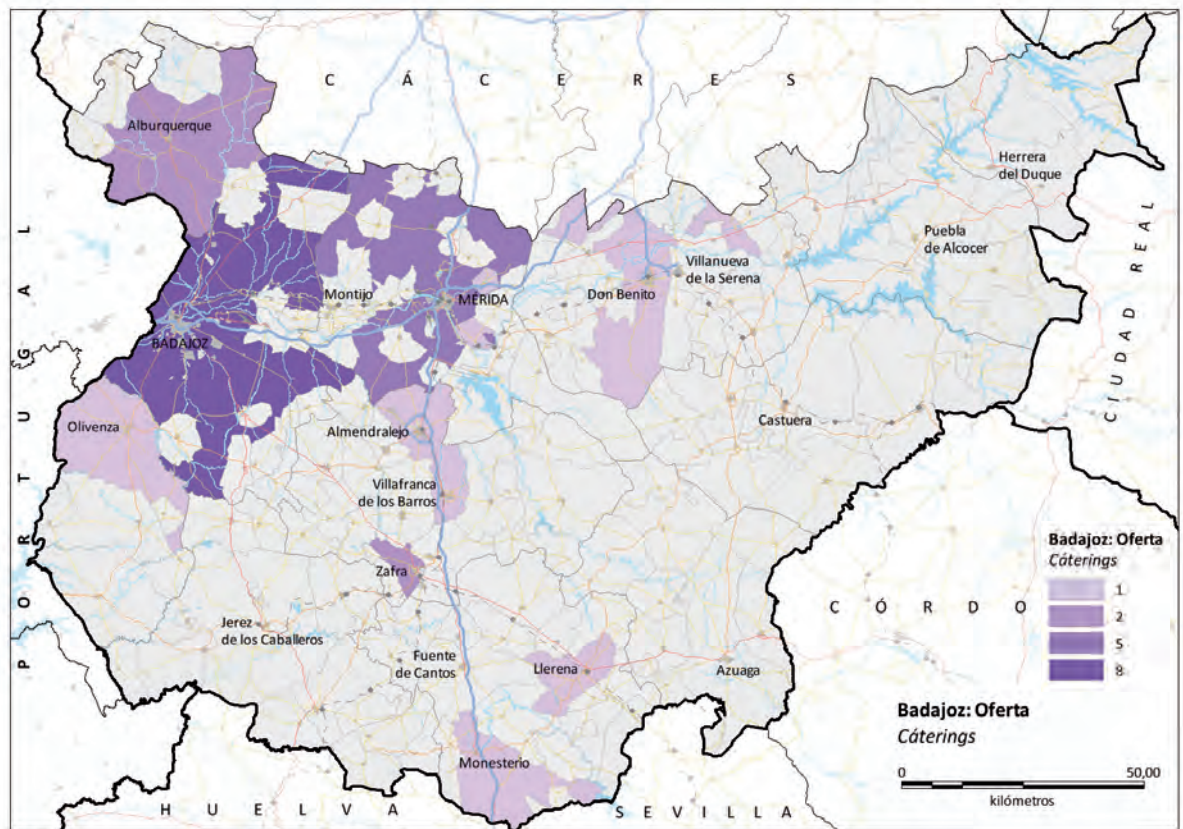 C Á C E R E S
Alburquerque
Herrera
del Duque
Puebla
de Alcocer
Villanueva
de la Serena
Don Benito
Montijo
MÉRIDA
BADAJOZ
P O R T U G A L
CIUDAD REAL
Olivenza
Almendralejo
Castuera
Villafranca
de los Barros
Zafra
Jerez
de los Caballeros
Fuente
de Cantos
Llerena
Azuaga
Monesterio
C Ó R D O
H U E L V A
S E V I L L A
Badajoz: Oferta
Cáterings
1
2
5
8
Badajoz: Oferta
Cáterings
0
50,00
kilómetros